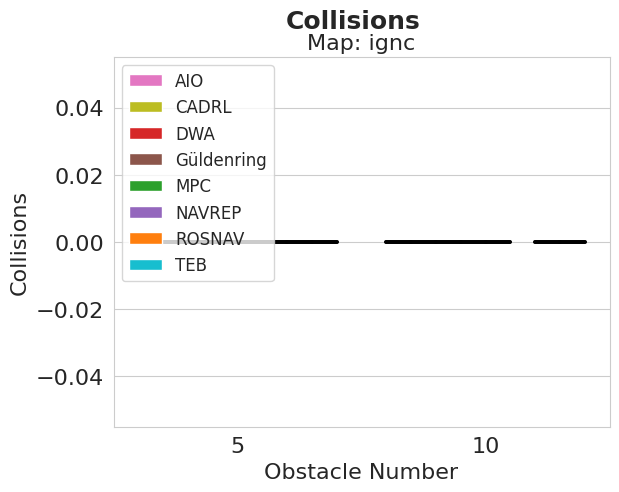 Collisions
Map: ignc
AIO
CADRL
DWA
Güldenring
MPC
NAVREP
ROSNAV
TEB
0.04
0.02
0.00
−0.02
−0.04
Collisions
5 10
Obstacle Number